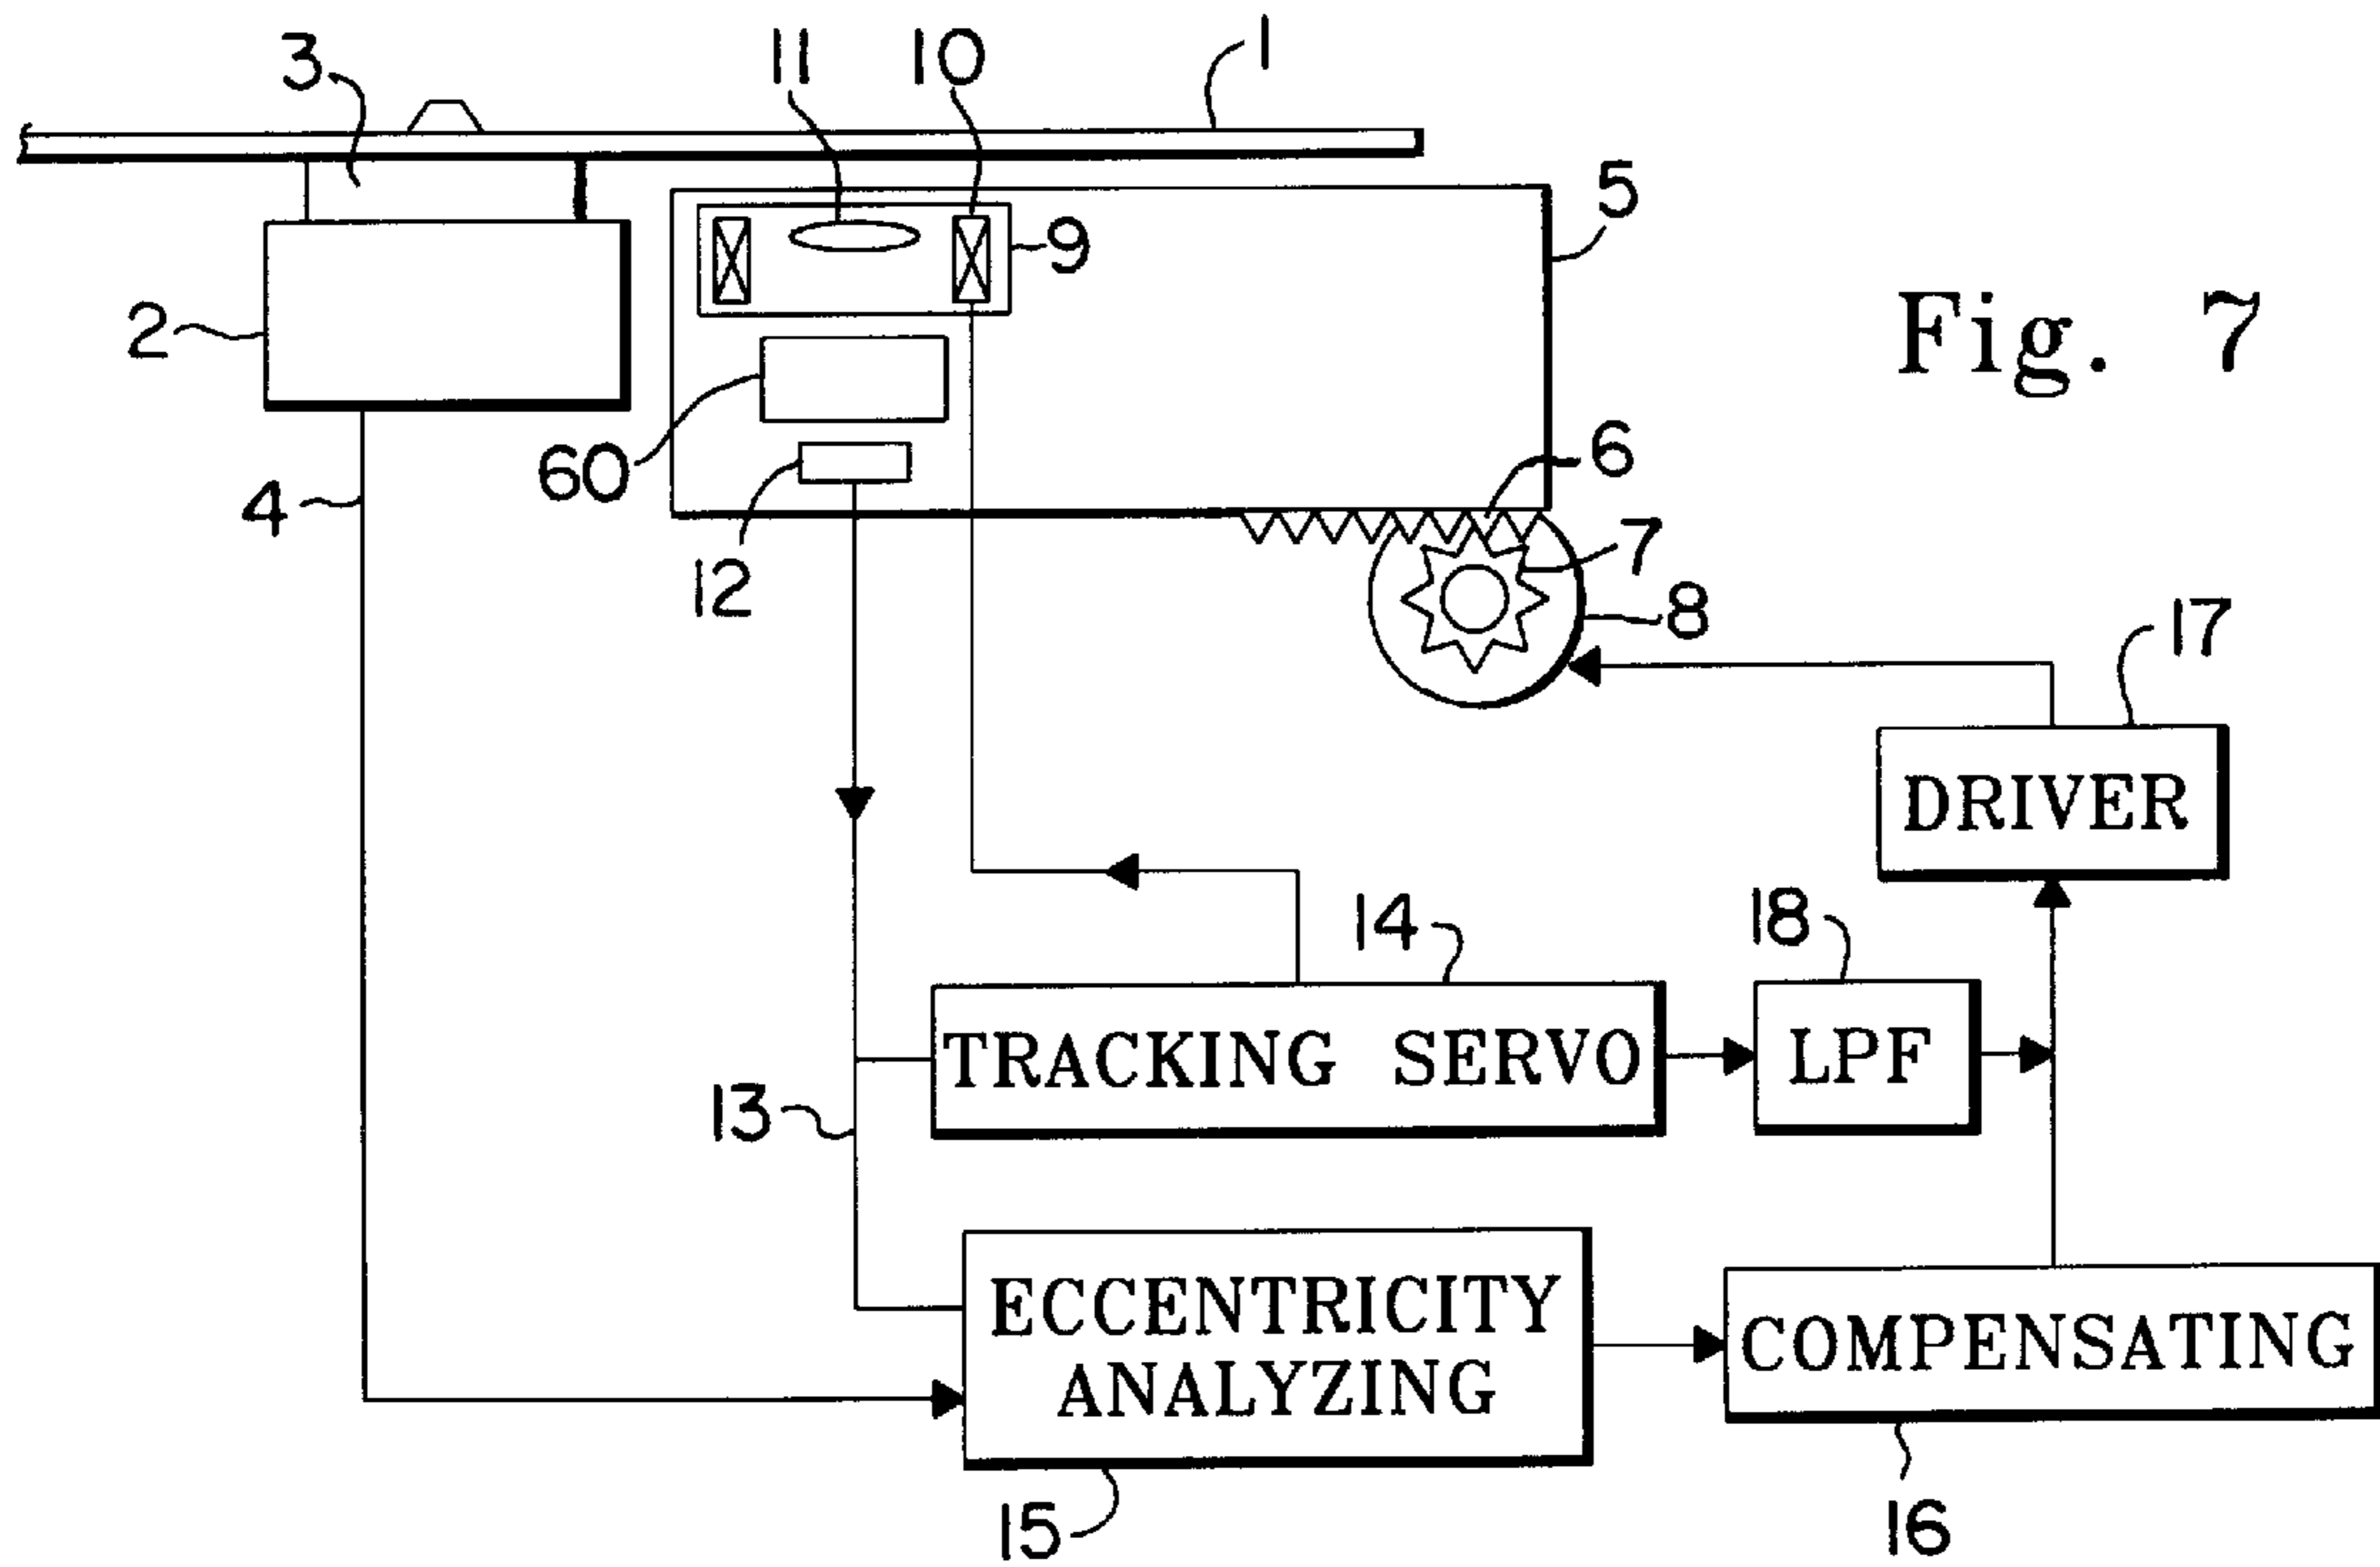 3
11
10
1
5
9
2
Fig. 7
60
6
4
12
7
8
17
DRIVER
14
18
TRACKING SERVO
LPF
13
ECCENTRICITY
ANALYZING
COMPENSATING
15
16